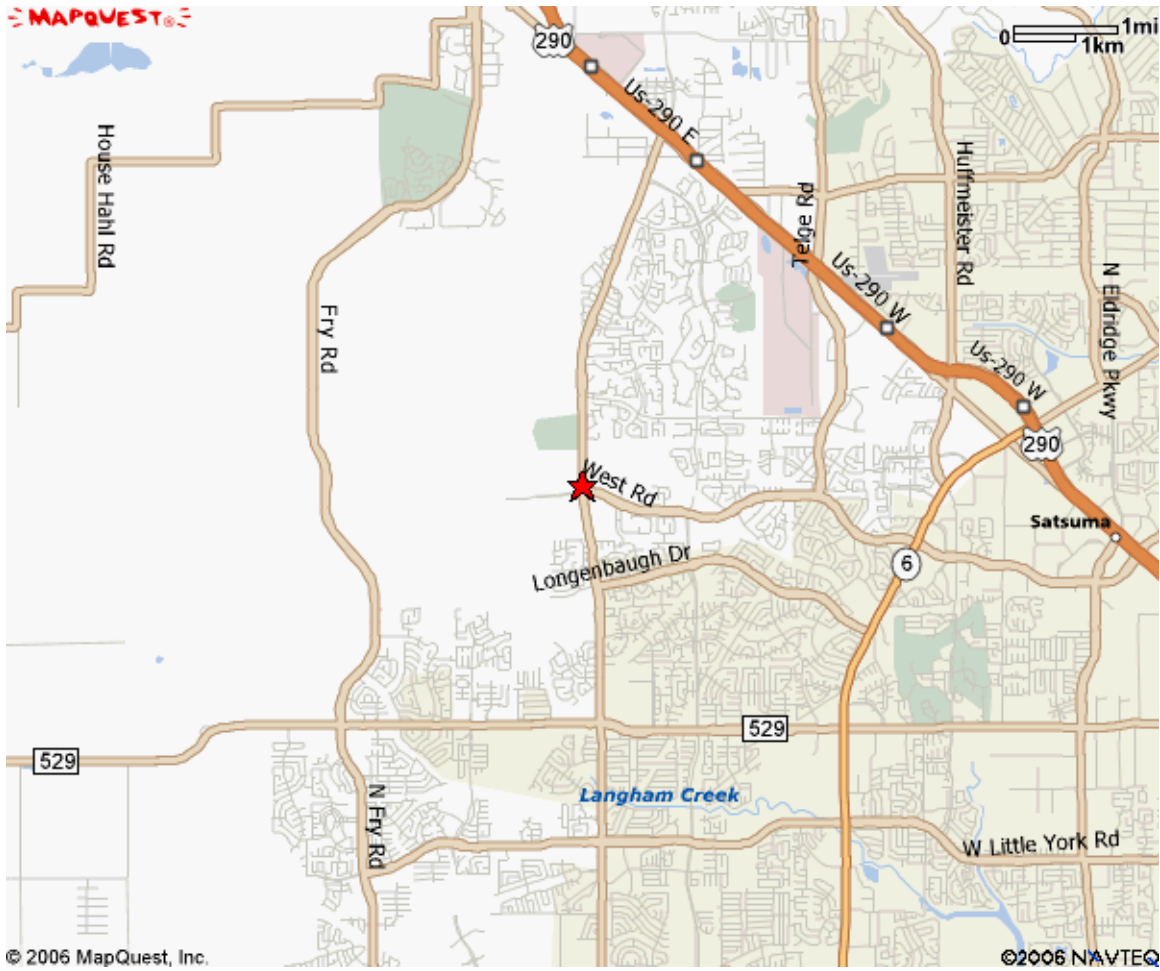 MAPQUEST®
290
0 1mi
1km
Us-290 E
House Hahl Rd
Huffmeister Rd
Telge Rd
Us-290 W
N Eldridge Pkwy
Fry Rd
Us-290 W
290
West Rd
Satsuma
6
Longenbaugh Dr
529
529
Langham Creek
N Fry Rd
W Little York Rd
© 2006 MapQuest, Inc.
©2006 NAVTEQ